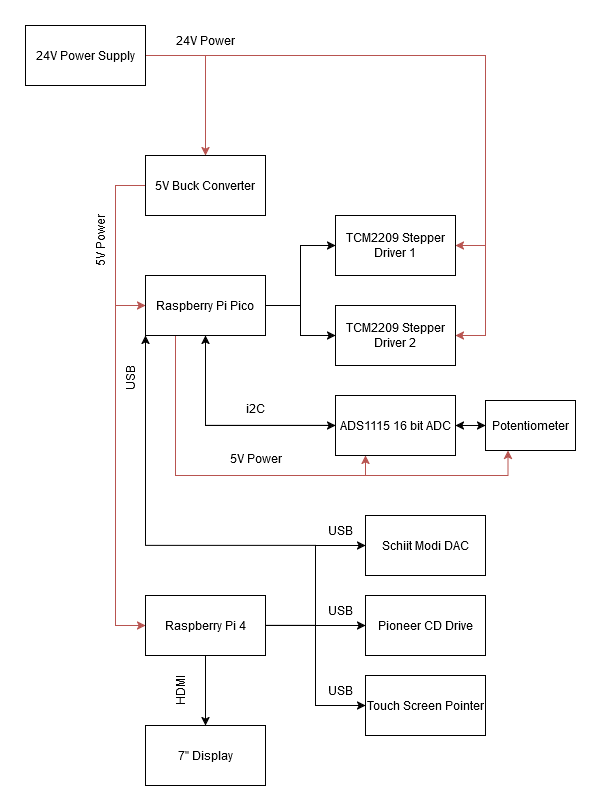 24V Power
24V Power Supply
5V Buck Converter
5V Power
TCM2209 Stepper
Driver 1
Raspberry Pi Pico
TCM2209 Stepper
Driver 2
USB
i2C
ADS1115 16 bit ADC
Potentiometer
5V Power
USB
Schiit Modi DAC
USB
Raspberry Pi 4
Pioneer CD Drive
HDMI
USB
Touch Screen Pointer
7" Display